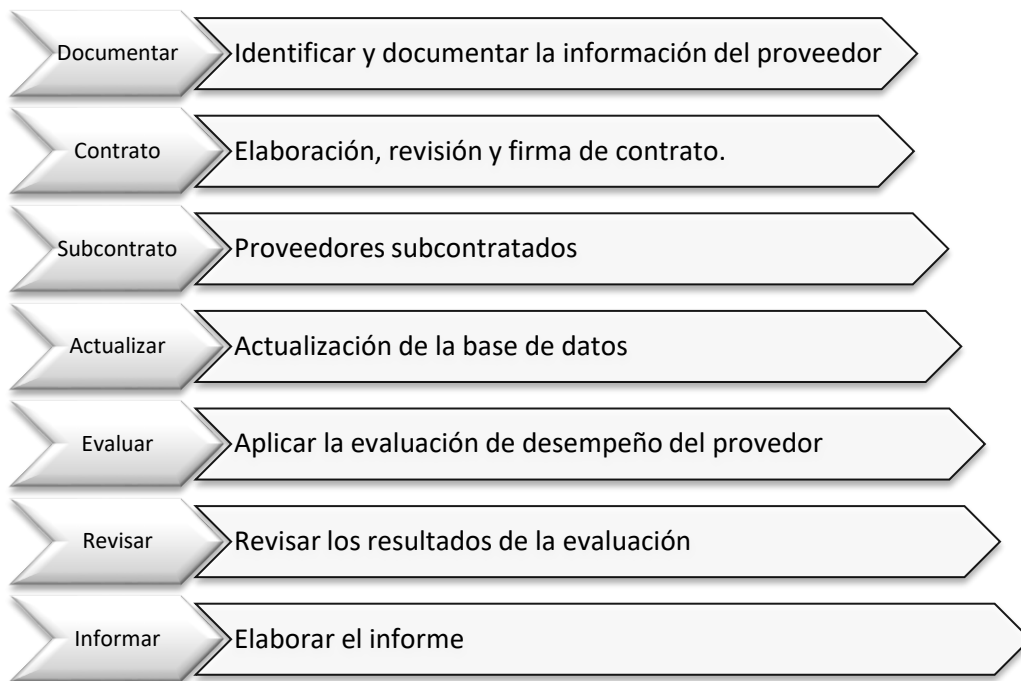 Documentar
Identificar y documentar la información del proveedor
Contrato
Elaboración, revisión y firma de contrato.
Subcontrato
Proveedores subcontratados
Actualizar
Actualización de la base de datos
Evaluar
Aplicar la evaluación de desempeño del provedor
Revisar
Revisar los resultados de la evaluación
Informar
Elaborar el informe